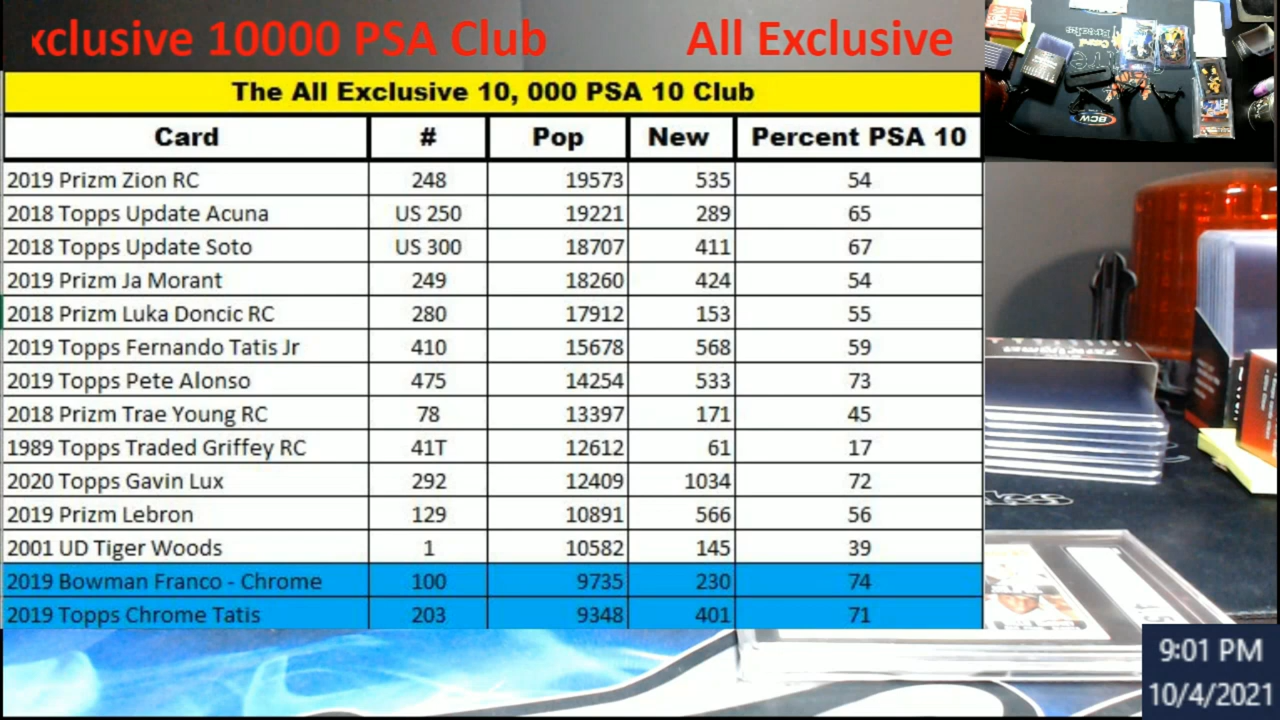 xclusive 10000 PSA Club All Exclusive
The All Exclusive 10, 000 PSA 10 Club
Card # Pop New Percent PSA 10
2019 Prizm Zion RC 248 19573 535 54
2018 Topps Update Acuna US 250 19221 289 65
2018 Topps Update Soto US 300 18707 411 67
2019 Prizm Ja Morant 249 18260 424 54
2018 Prizm Luka Doncic RC 280 17912 153 55
2019 Topps Fernando Tatis Jr 410 15678 568 59
2019 Topps Pete Alonso 475 14254 533 73
2018 Prizm Trae Young RC 78 13397 171 45
1989 Topps Traded Griffey RC 41T 12612 61 17
2020 Topps Gavin Lux 292 12409 1034 72
2019 Prizm Lebron 129 10891 566 56
2001 UD Tiger Woods 1 10582 145 39
2019 Bowman Franco - Chrome 100 9735 230 74
2019 Topps Chrome Tatis 203 9348 401 71
BCW
9:01 PM
10/4/2021